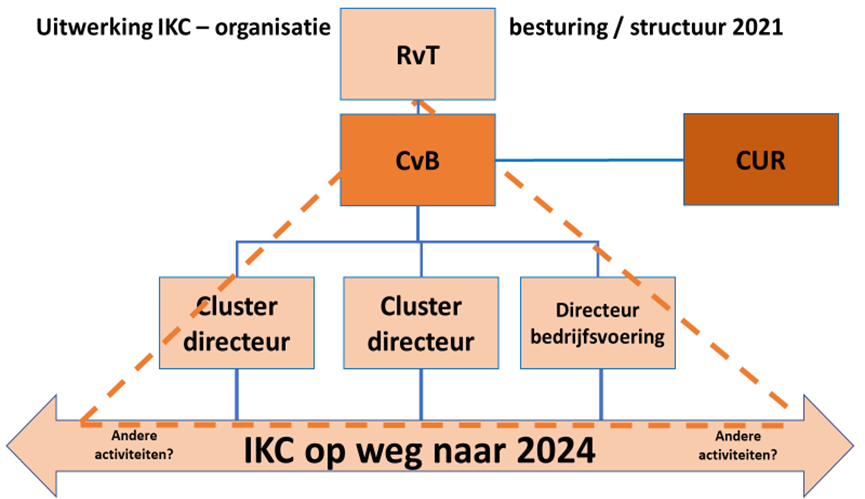 Uitwerking IKC – organisatie besturing / structuur 2021
RvT
CvB
CUR
Cluster
directeur
Cluster
directeur
Directeur
bedrijfsvoering
Andere
activiteiten?
IKC op weg naar 2024
Andere
activiteiten?